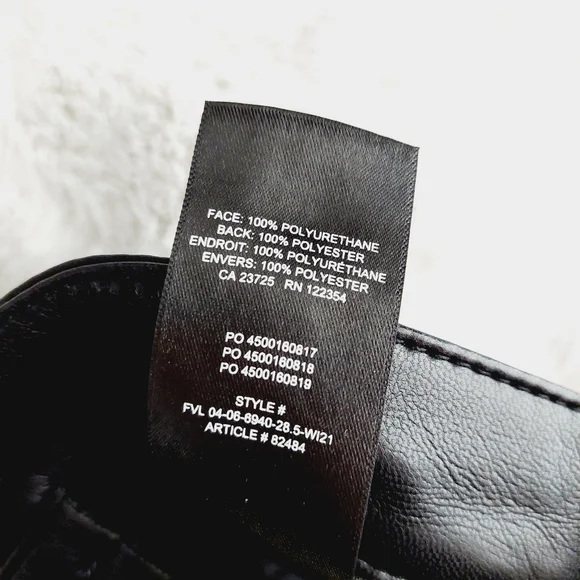 FACE: 100% POLYURETHANE
BACK: 100% POLYESTER
ENDROIT: 100% POLYURÉTHANE
ENVERS: 100% POLYESTER
CA 23725 RN 122354
PO 4500160817
PO 4500160818
PO 4500160819
STYLE #
FVL 04-06-6940-28.5-WI21
ARTICLE # 82484